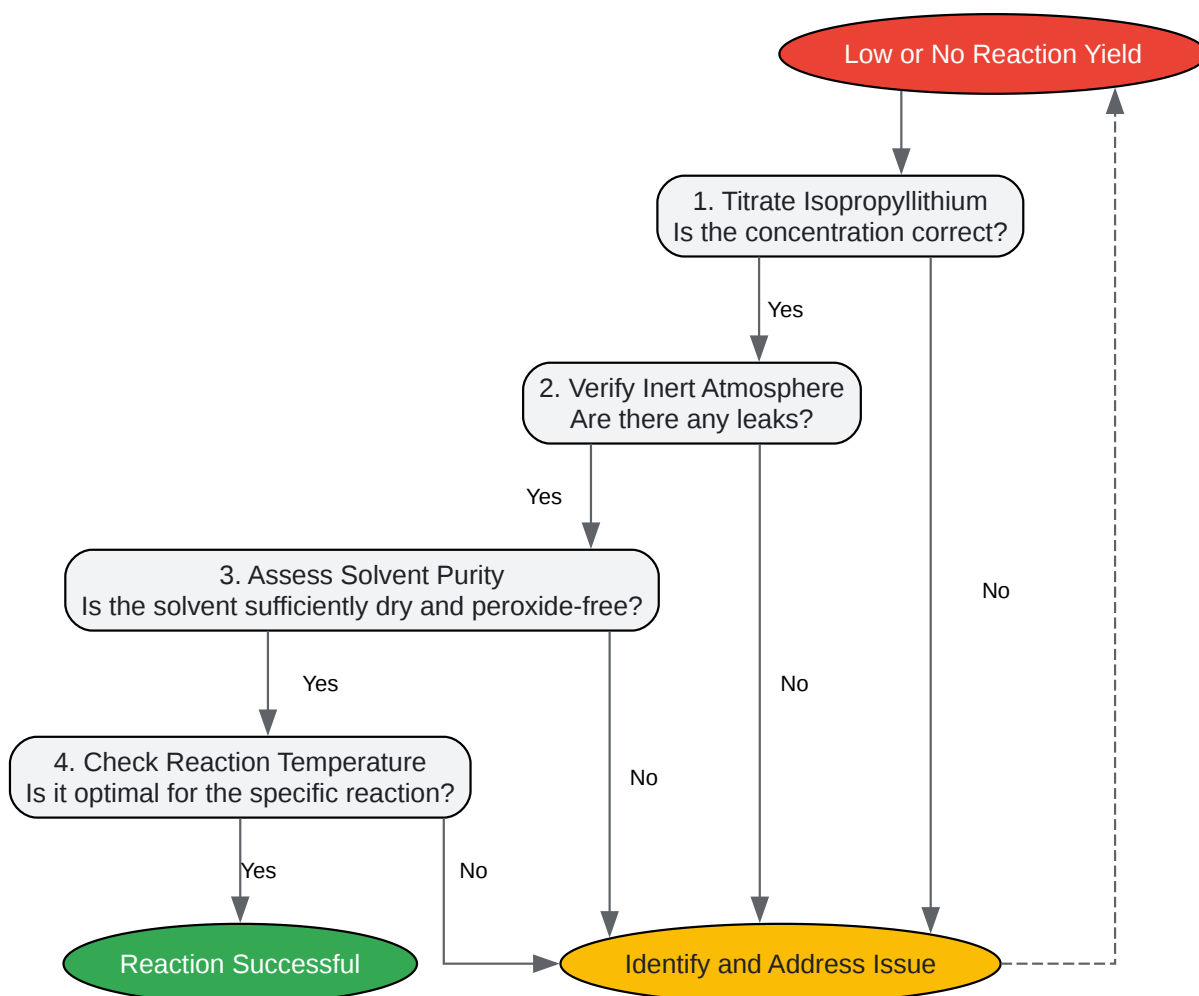 Low or No Reaction Yield
1. Titrate Isopropyllithium
Is the concentration correct?
Yes
2. Verify Inert Atmosphere
Are there any leaks?
Yes
No
3. Assess Solvent Purity
Is the solvent sufficiently dry and peroxide-free?
Yes
No
4. Check Reaction Temperature
Is it optimal for the specific reaction?
No
Yes
No
Reaction Successful
Identify and Address Issue